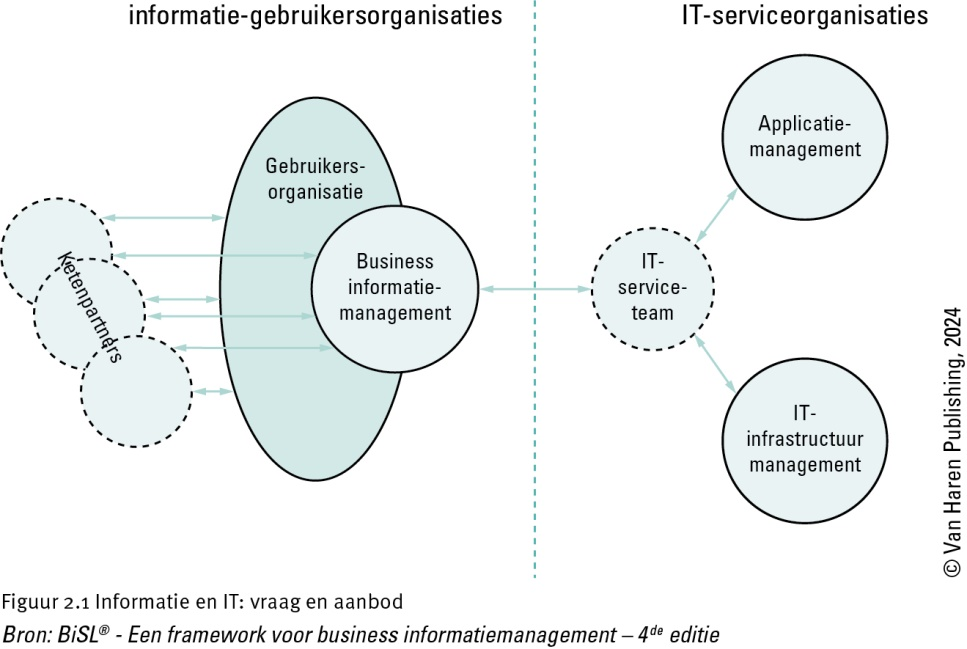 informatie-gebruikersorganisaties
IT-serviceorganisaties
Gebruikers-
organisatie
Ketenpartners
Business
informatie-
management
IT-
service-
team
Applicatie-
management
IT-
infrastructuur
management
© Van Haren Publishing, 2024
Figuur 2.1 Informatie en IT: vraag en aanbod
Bron: BiSL® - Een framework voor business informatiemanagement – 4de editie